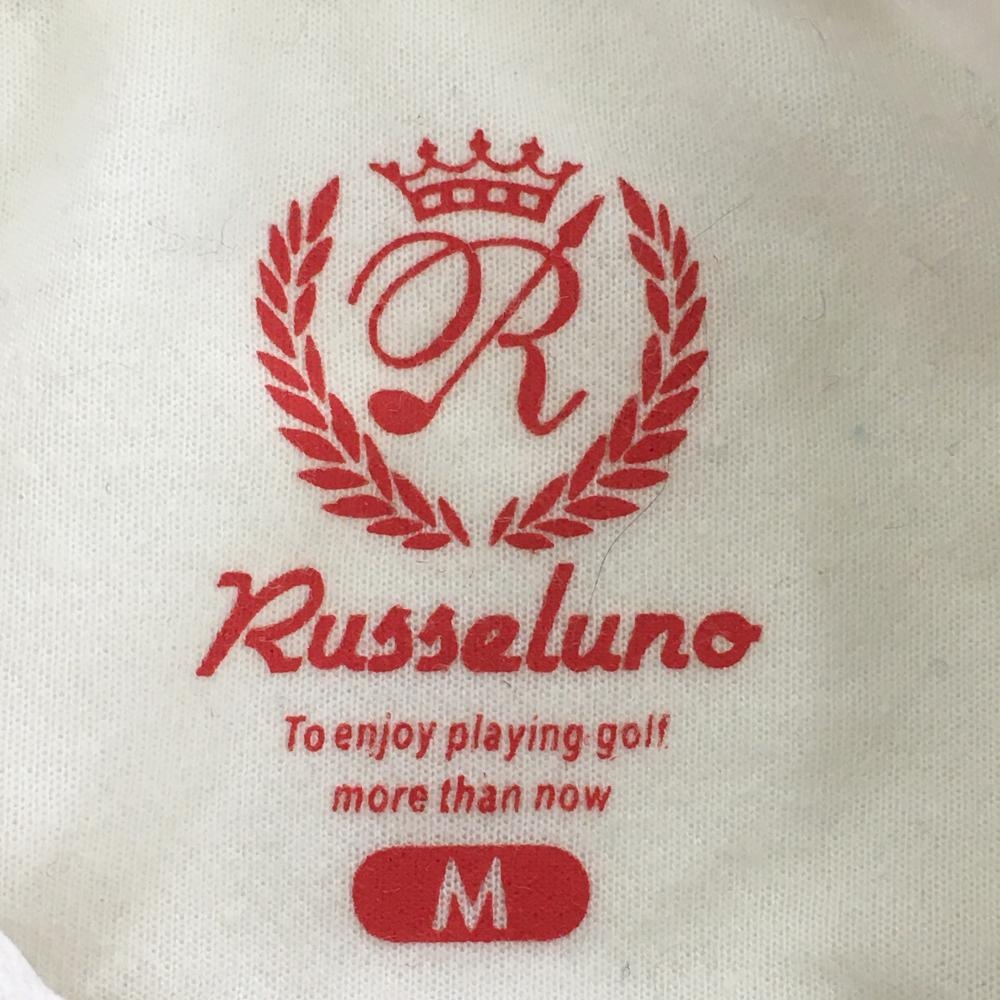 R
Russeluno
To enjoy playing golf
more than now
M